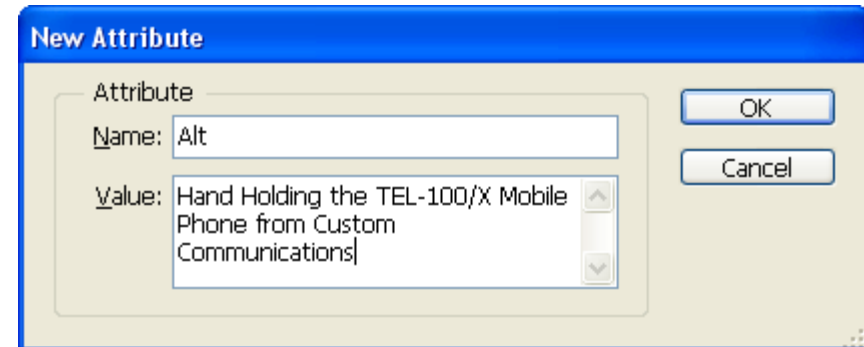 New Attribute
Attribute
Name: Alt
Value: Hand Holding the TEL-100/X Mobile
Phone from Custom
Communications
OK
Cancel